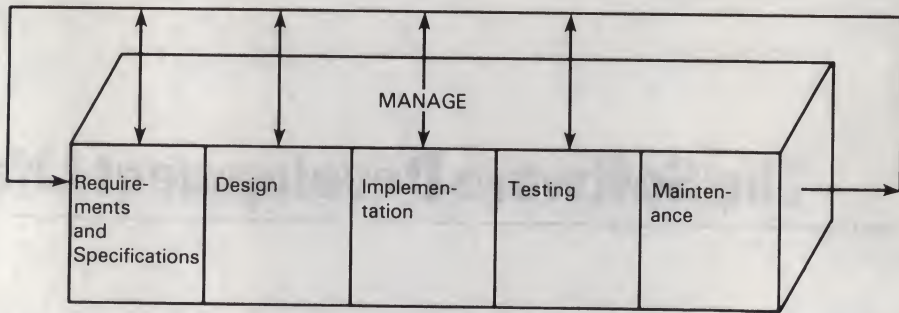 MANAGE
Require-
ments
and
Specifications
Design
Implemen-
tation
Testing
Mainten-
ance